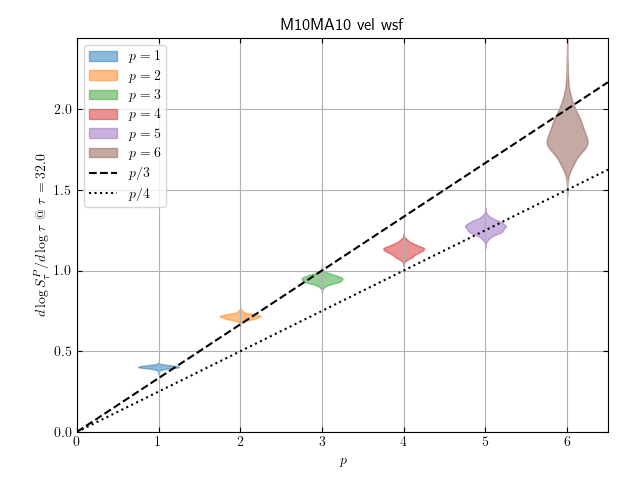 M10MA10 vel wsf
p = 1
p = 2
p = 3
p = 4
p = 5
p = 6
p/3
p/4
d log S_τ^P / d log τ @ τ = 32.0
2.0
1.5
1.0
0.5
0.0
0 1 2 3 4 5 6
p